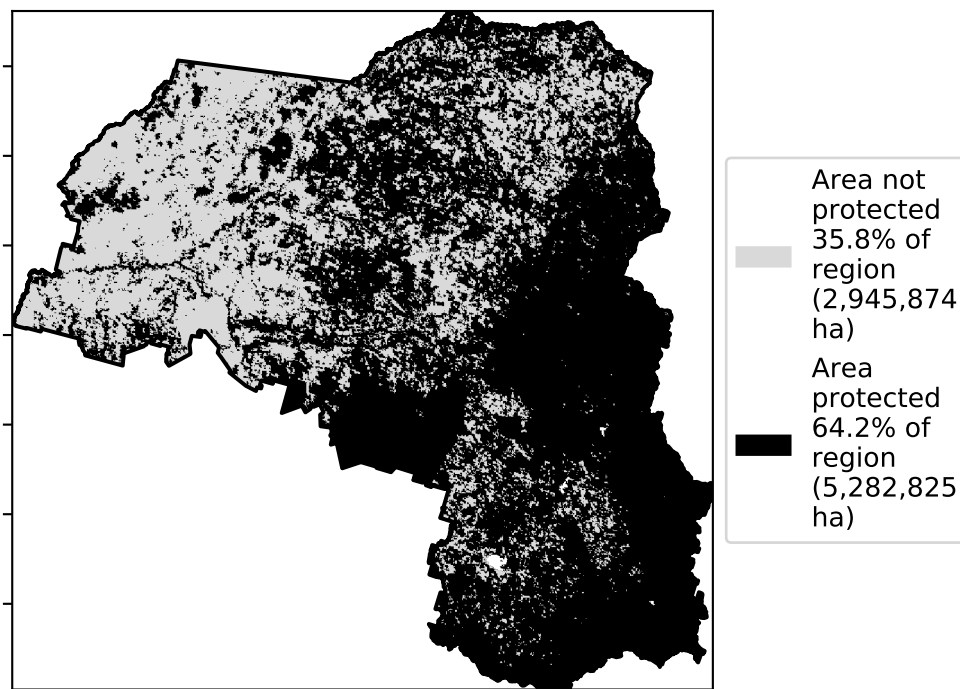 Area not
protected
35.8% of
region
(2,945,874
ha)
Area
protected
64.2% of
region
(5,282,825
ha)